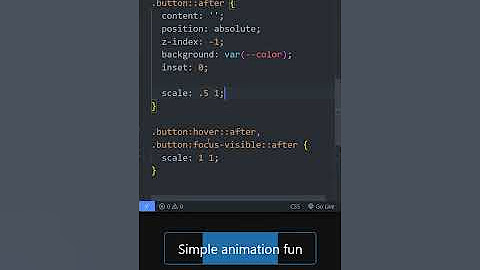 .button::after {
content: '';
position: absolute;
z-index: -1;
background: var(--color);
inset: 0;
scale: .5 1;
}
.button:hover::after,
.button:focus-visible::after {
scale: 1 1;
}
0 0 CSS Go Live
Simple animation fun